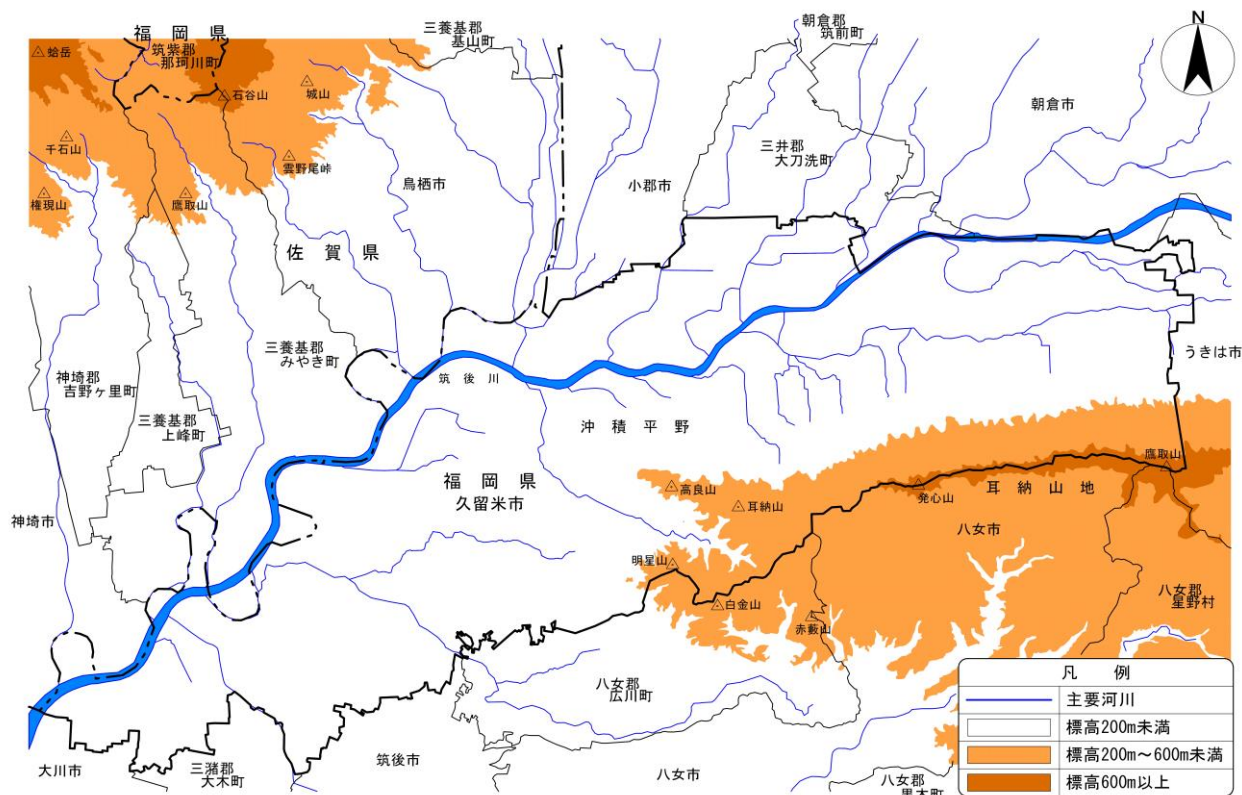 福岡県
筑紫郡
那珂川町
蛤岳
石谷山
城山
千石山
雲野尾峠
権現山
鷹取山
三養基郡
基山町
朝倉郡
筑前町
N
朝倉市
三井郡
大刀洗町
小郡市
鳥栖市
佐賀県
三養基郡
みやき町
神埼郡
吉野ヶ里町
三養基郡
上峰町
うきは市
筑後川
沖積平野
福岡県
久留米市
神埼市
高良山
耳納山
発心山
耳納山地
鷹取山
八女市
明星山
白金山
赤薮山
八女郡
星野村
八女郡
広川町
大川市
三潴郡
大木町
筑後市
八女市
八女郡
黒木町
凡例
主要河川
標高200m未満
標高200m~600m未満
標高600m以上